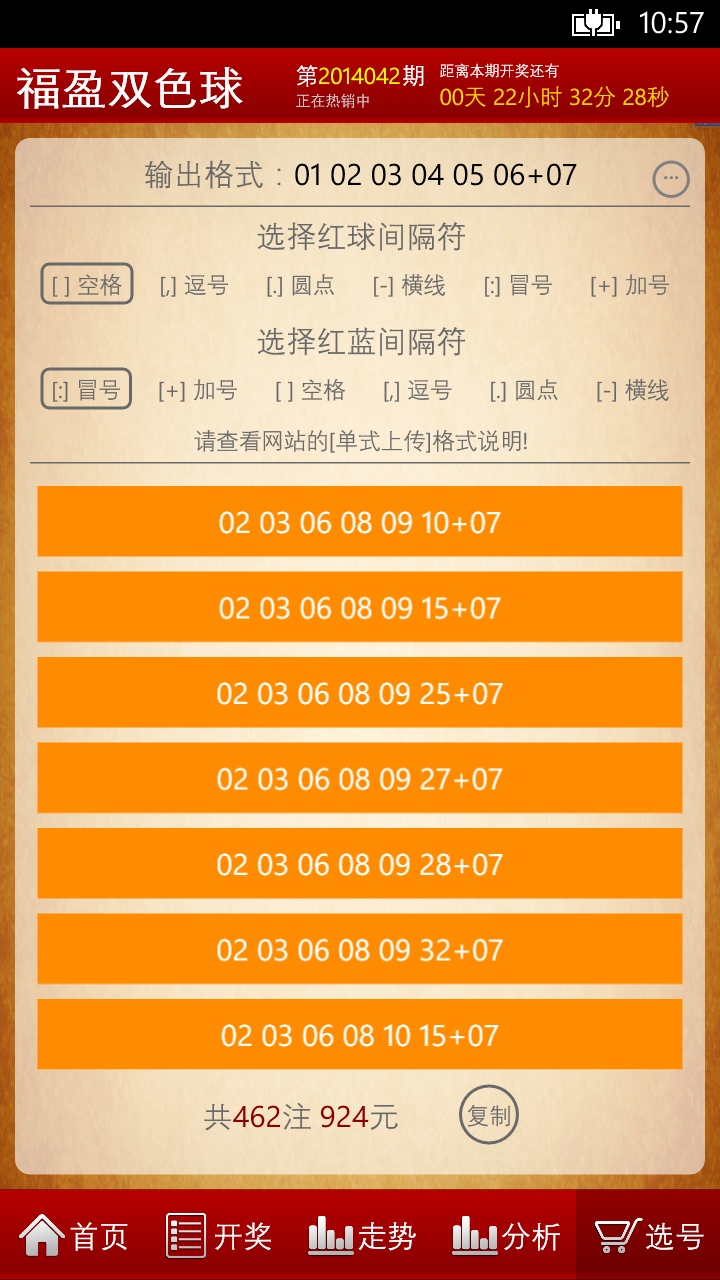 10:57
福盈双色球
第2014042期
正在热销中
距离本期开奖还有
00天 22小时 32分 28秒
输出格式：01 02 03 04 05 06+07
选择红球间隔符
[ ] 空格 [,] 逗号 [.] 圆点 [-] 横线 [:] 冒号 [+] 加号
选择红蓝间隔符
[:] 冒号 [+] 加号 [ ] 空格 [,] 逗号 [.] 圆点 [-] 横线
请查看网站的[单式上传]格式说明!
02 03 06 08 09 10+07
02 03 06 08 09 15+07
02 03 06 08 09 25+07
02 03 06 08 09 27+07
02 03 06 08 09 28+07
02 03 06 08 09 32+07
02 03 06 08 10 15+07
共462注 924元
复制
首页 开奖 走势 分析 选号